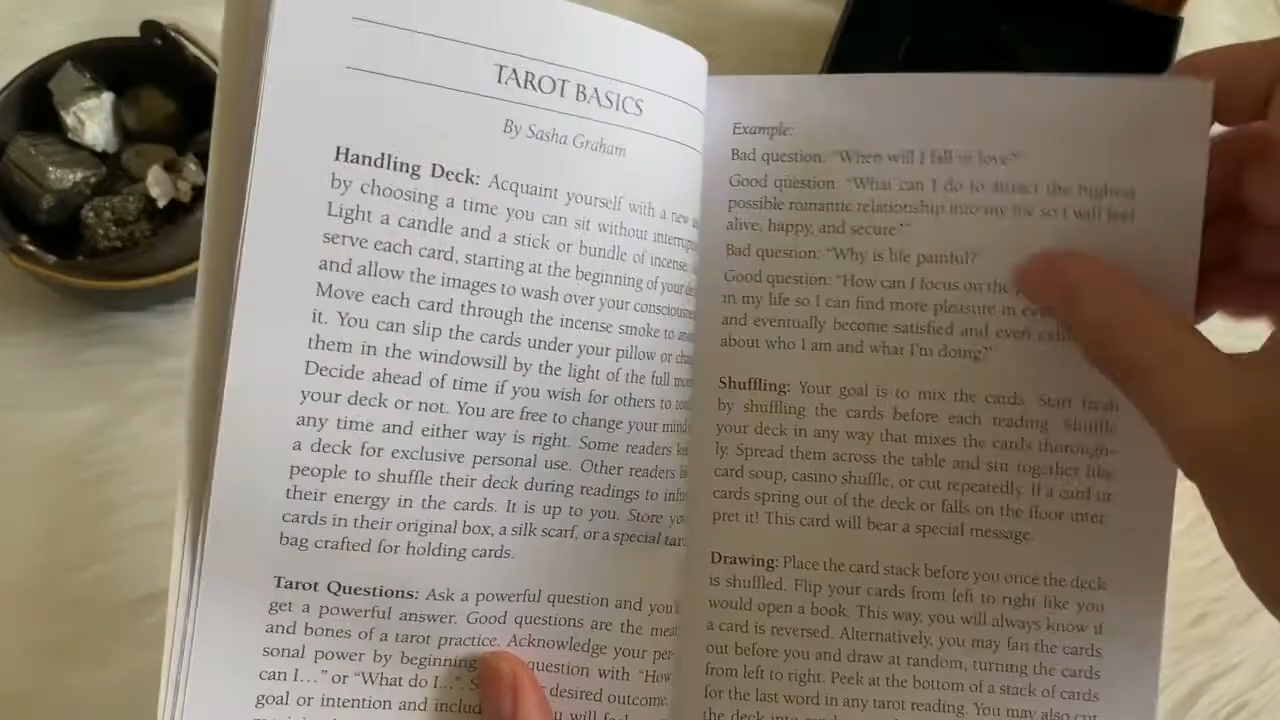 TAROT BASICS
By Sasha Graham
Handling Deck: Acquaint yourself with a new
by choosing a time you can sit without
Light a candle and a stick or bundle of incense.
serve each card, starting at the beginning of your
and allow the images to wash over your
Move each card through the incense smoke to
it. You can slip the cards under your pillow or
them in the windowsill by the light of the full
Decide ahead of time if you wish for others to
your deck or not. You are free to change your mind
any time and either way is right. Some readers
a deck for exclusive personal use. Other readers
people to shuffle their deck during readings to
their energy in the cards. It is up to you. Store
cards in their original box, a silk scarf, or a special
bag crafted for holding cards.
Tarot Questions: Ask a powerful question and
get a powerful answer. Good questions are the
and bones of a tarot practice. Acknowledge your per-
sonal power by beginning question with "How
can I…" or "What do I…". desired outcome,
goal or intention and will feel
Example:
Bad question: "When will I fall in love?"
Good question: "What can I do to attract the highest
possible romantic relationship into my life so I will feel
alive, happy, and secure?"
Bad question: "Why is life painful?
Good question: "How can I focus on the
in my life so I can find more pleasure in
and eventually become satisfied and even
about who I am and what I'm doing?"
Shuffling: Your goal is to mix the cards. Start fresh
by shuffling the cards before each reading. Shuffle
your deck in any way that mixes the cards thorough-
ly. Spread them across the table and stir together like
card soup, casino shuffle, or cut repeatedly. If a card or
cards spring out of the deck or falls on the floor inter
pret it! This card will bear a special message.
Drawing: Place the card stack before you once the deck
is shuffled. Flip your cards from left to right like you
would open a book. This way, you will always know if
a card is reversed. Alternatively, you may fan the cards
out before you and draw at random, turning the cards
from left to right. Peek at the bottom of a stack of cards
for the last word in any tarot reading. You may also cut
the deck into